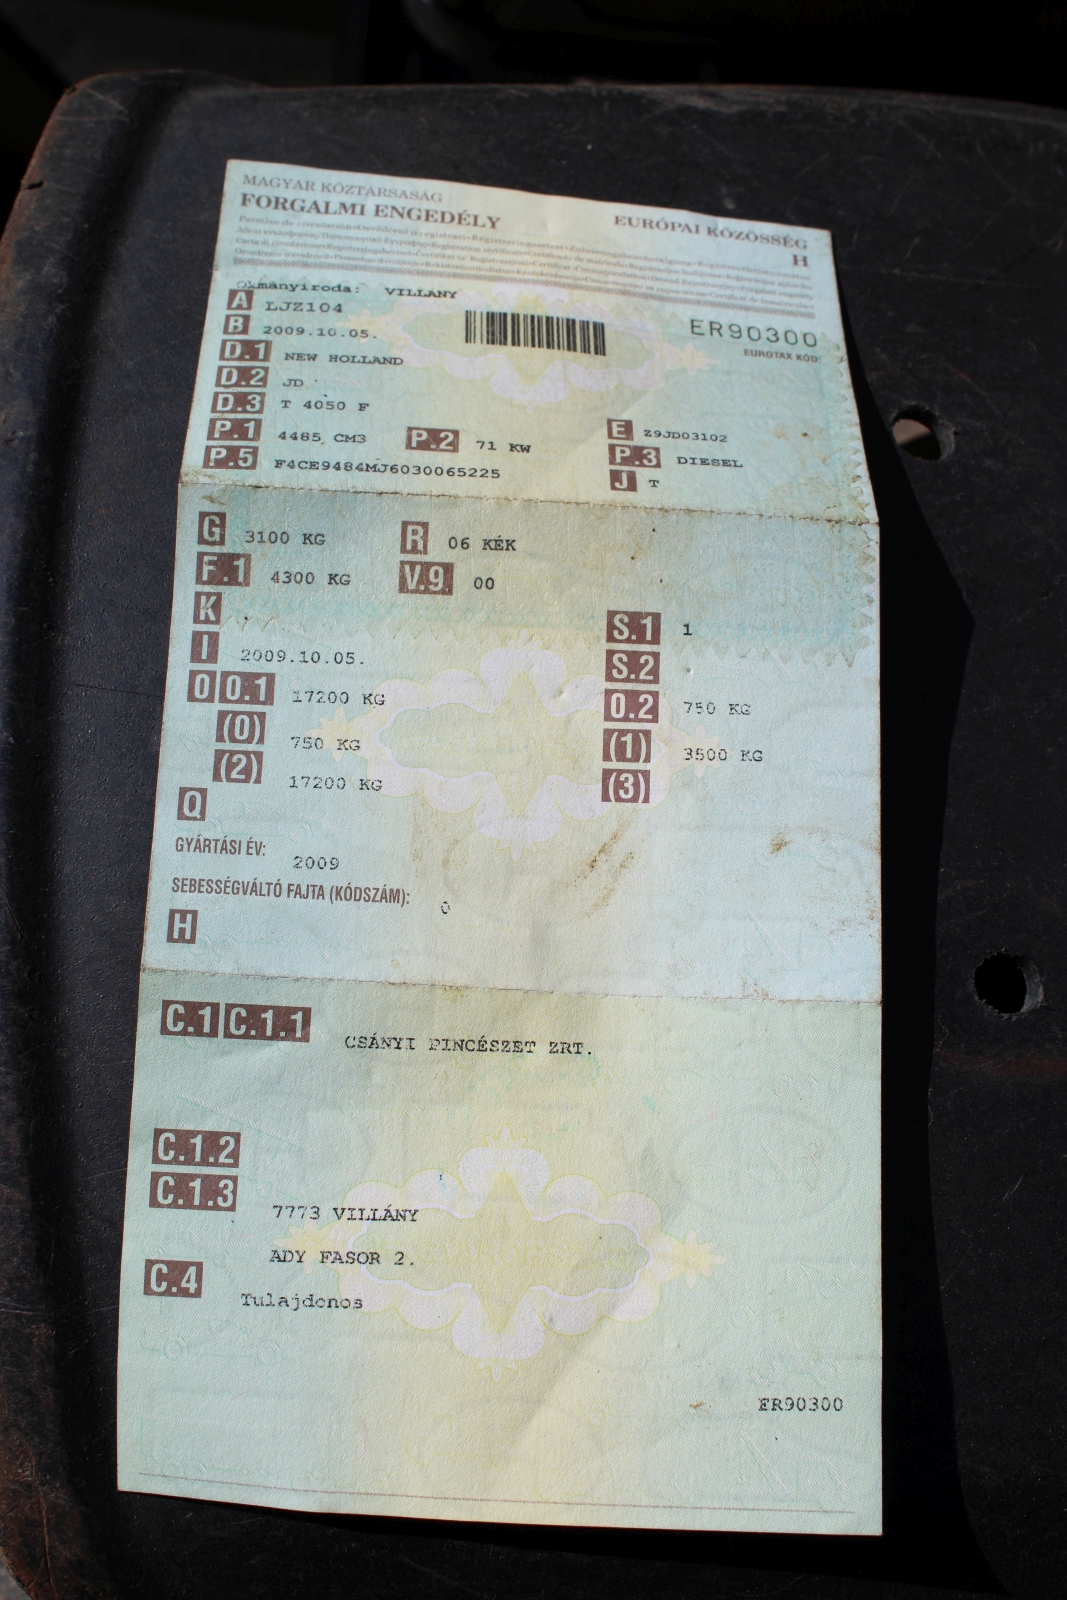 MAGYAR KÖZTÁRSASÁG
FORGALMI ENGEDÉLY
EURÓPAI KÖZÖSSÉG
H
Okmányiroda: VILLANY
A LJZ104
B 2009.10.05.
ER90300
EUROTAX KÓD
D.1 NEW HOLLAND
D.2 JD
D.3 T 4050 F
P.1 4485 CM3 P.2 71 KW E Z9JD03102
P.5 F4CE9484MJ6030065225 P.3 DIESEL
J T
G 3100 KG R 06 KÉK
F.1 4300 KG V.9. 00
K S.1 1
I 2009.10.05. S.2
O O.1 17200 KG O.2 750 KG
(0) 750 KG (1) 3500 KG
(2) 17200 KG (3)
Q
GYÁRTÁSI ÉV: 2009
SEBESSÉGVÁLTÓ FAJTA (KÓDSZÁM): 0
H
C.1 C.1.1 CSÁNYI PINCÉSZET ZRT.
C.1.2
C.1.3 7773 VILLÁNY
ADY FASOR 2.
C.4 Tulajdonos
ER90300